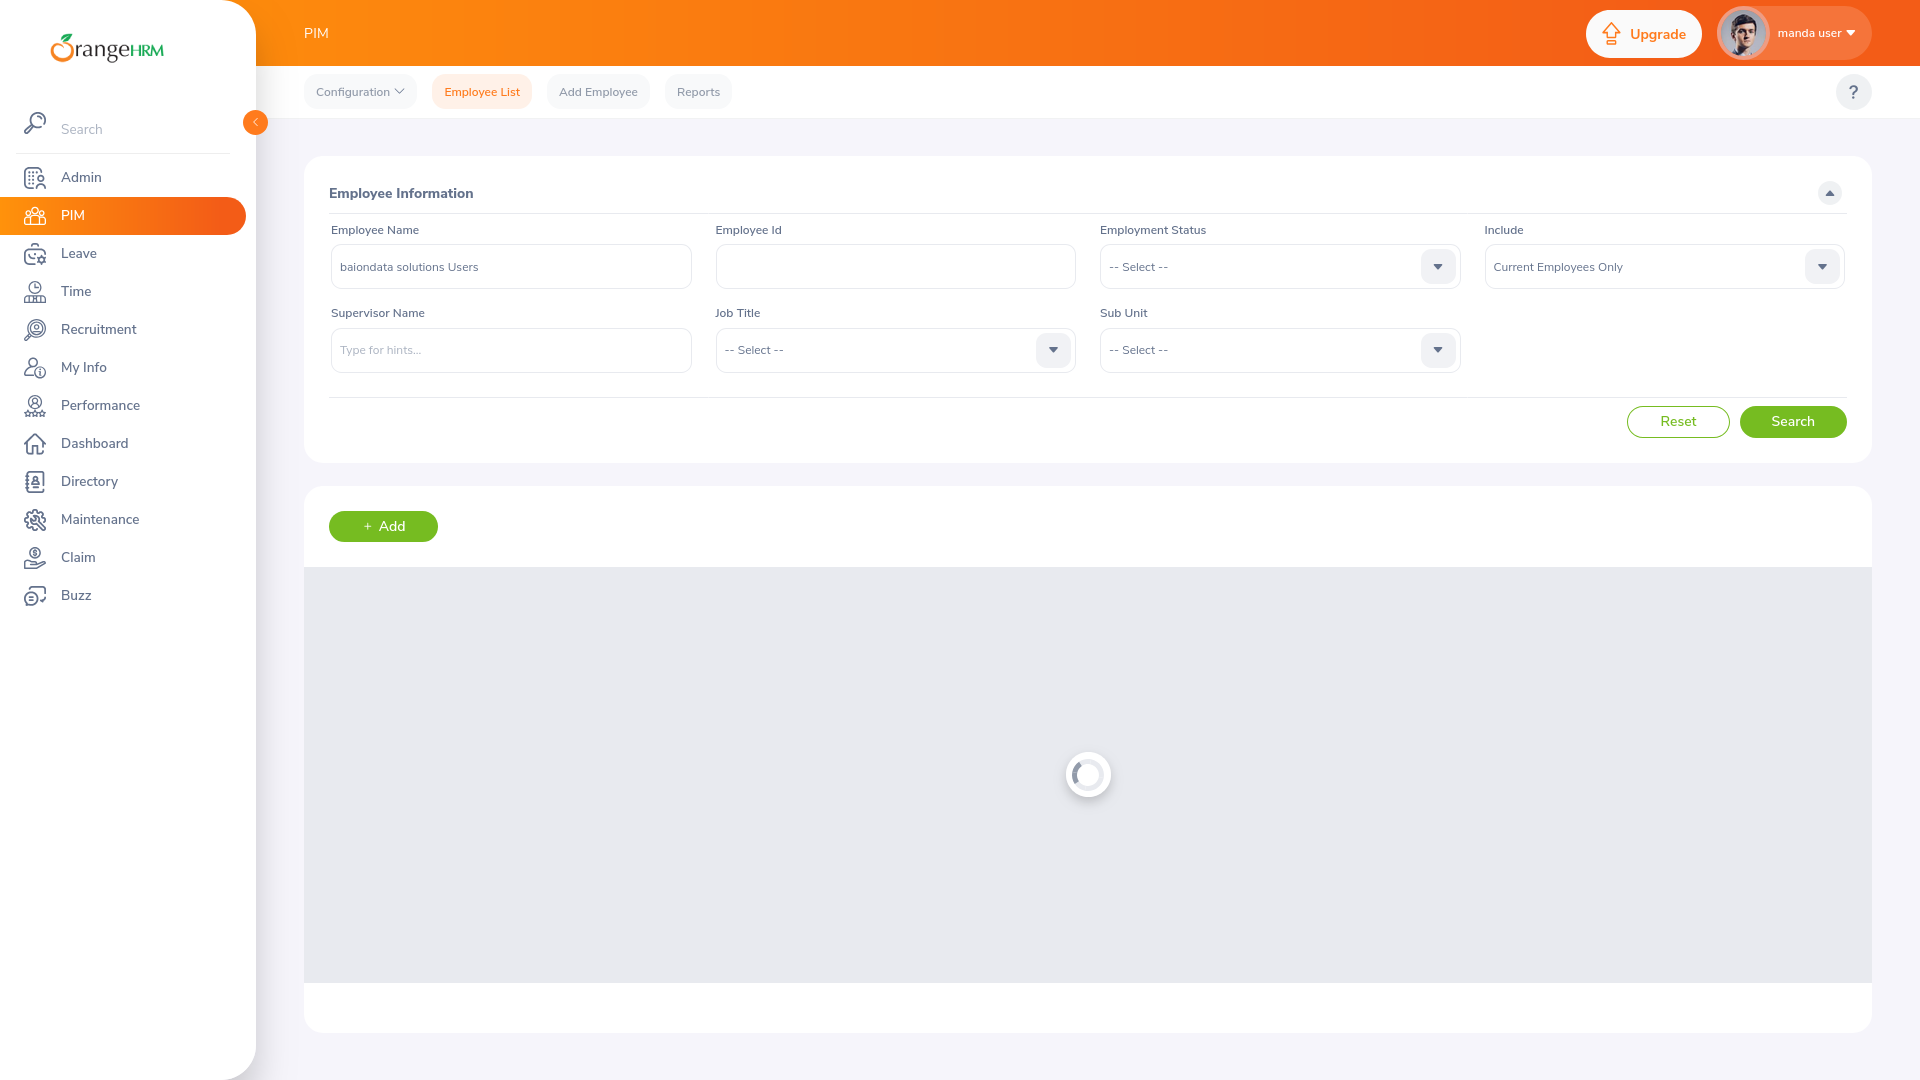 OrangeHRM
PIM
Upgrade
manda user
Configuration
Employee List
Add Employee
Reports
?
Search
Admin
PIM
Leave
Time
Recruitment
My Info
Performance
Dashboard
Directory
Maintenance
Claim
Buzz
Employee Information
Employee Name
Employee Id
Employment Status
Include
baiondata solutions Users
-- Select --
Current Employees Only
Supervisor Name
Job Title
Sub Unit
Type for hints...
-- Select --
-- Select --
Reset
Search
+ Add